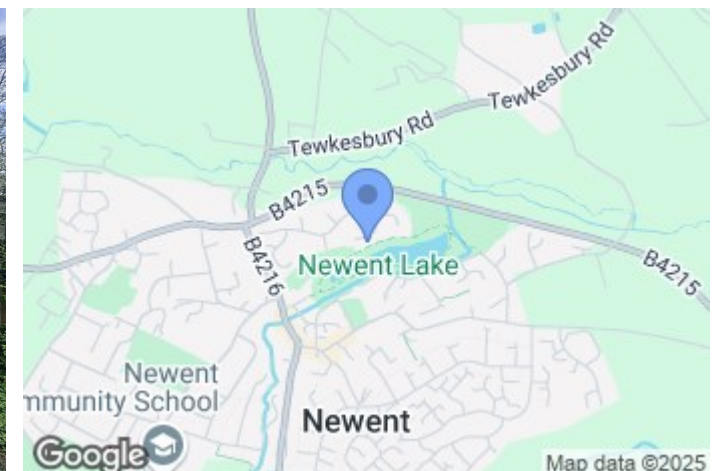 Tewkesbury Rd
Tewkesbury Rd
B4215
B4216
Newent Lake
B4215
Newent
mmunity School
Newent
Google
Map data ©2025